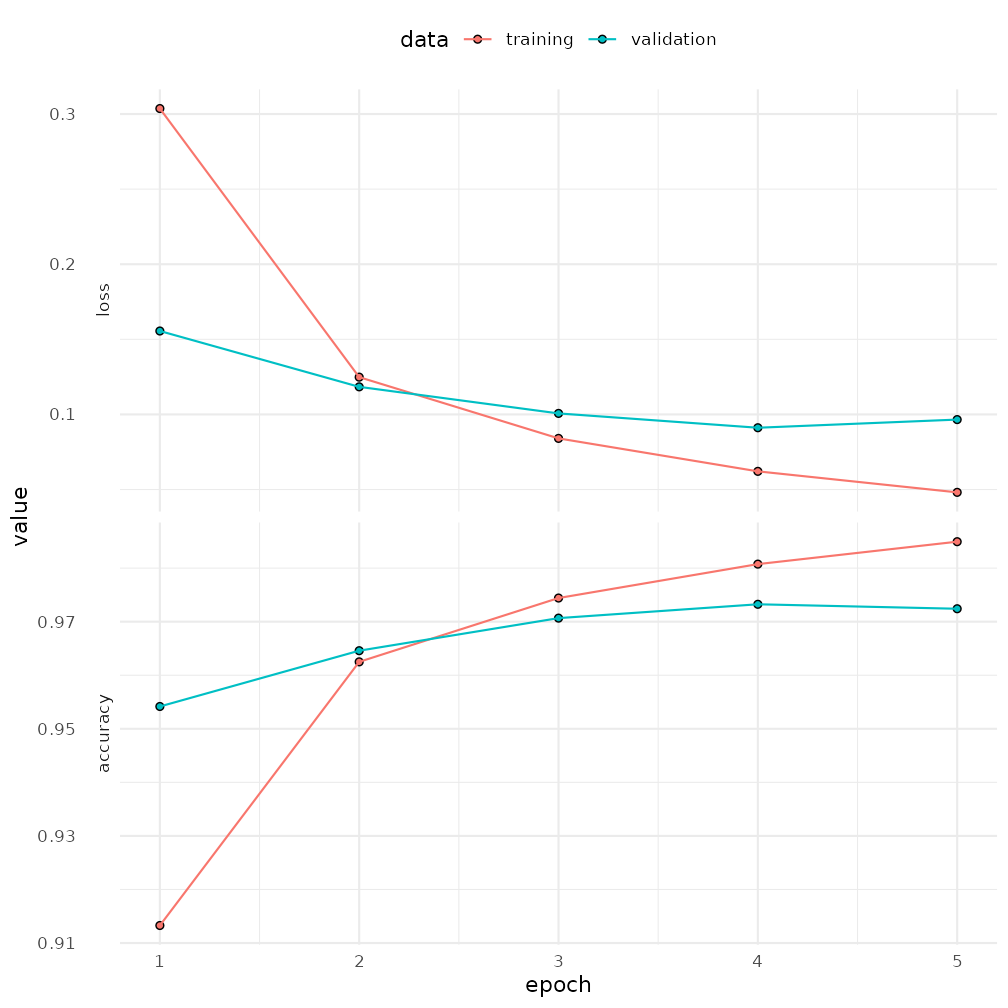 data training validation
0.3
0.2
0.1
loss
value
0.97
0.95
0.93
0.91
accuracy
1 2 3 4 5
epoch